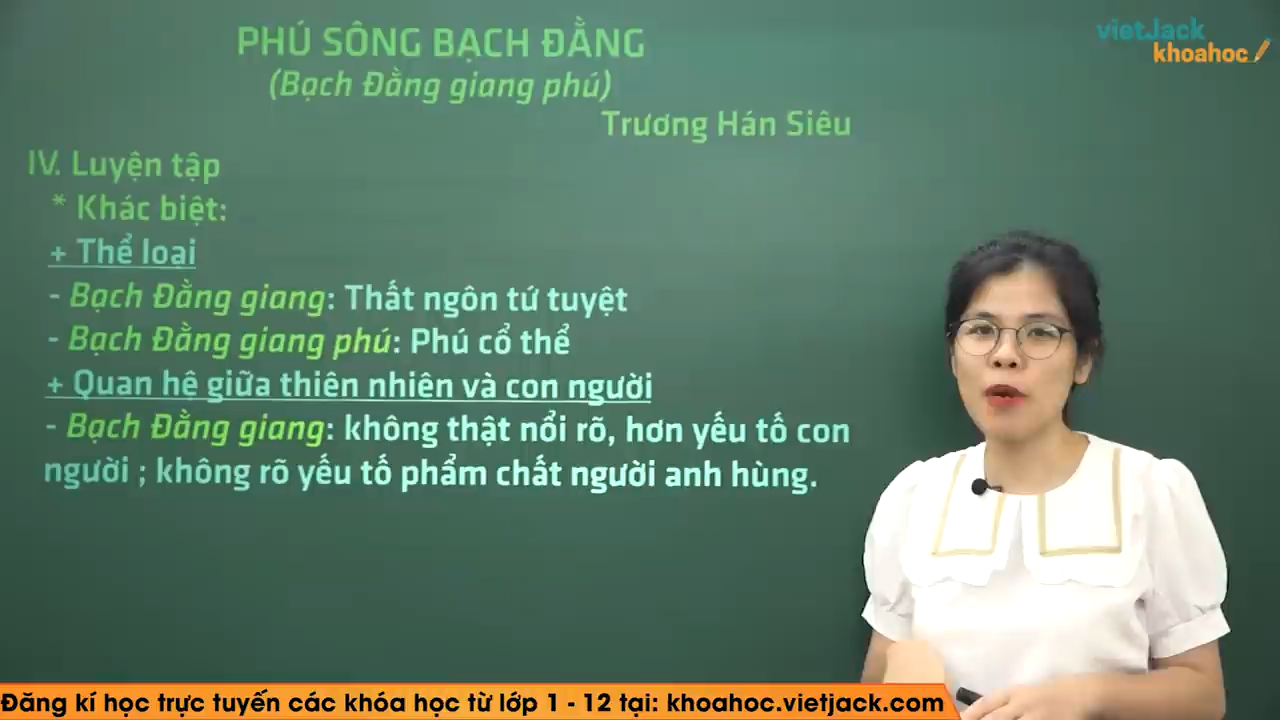 PHÚ SÔNG BẠCH ĐẰNG
(Bạch Đằng giang phú)
Trương Hán Siêu
vietJack
khoahoc
IV. Luyện tập
* Khác biệt:
+ Thể loại
- Bạch Đằng giang: Thất ngôn tứ tuyệt
- Bạch Đằng giang phú: Phú cổ thể
+ Quan hệ giữa thiên nhiên và con người
- Bạch Đằng giang: không thật nổi rõ, hơn yếu tố con
người ; không rõ yếu tố phẩm chất người anh hùng.
Đăng kí học trực tuyến các khóa học từ lớp 1 - 12 tại: khoahoc.vietjack.com